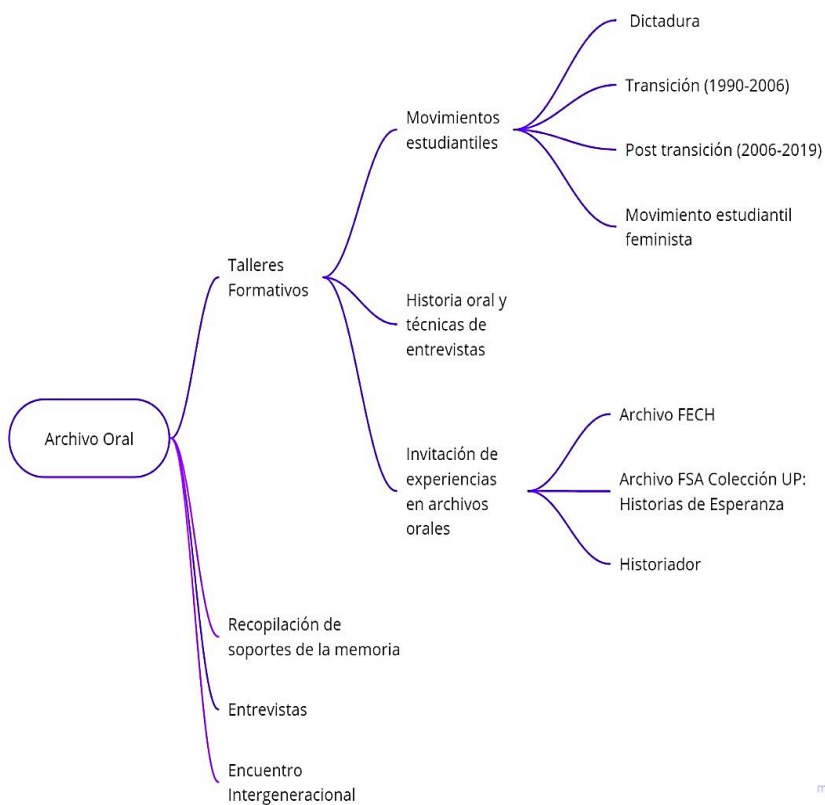 Archivo Oral
Talleres
Formativos
Movimientos
estudiantiles
Dictadura
Transición (1990-2006)
Post transición (2006-2019)
Movimiento estudiantil
feminista
Historia oral y
técnicas de
entrevistas
Invitación de
experiencias
en archivos
orales
Archivo FECH
Archivo FSA Colección UP:
Historias de Esperanza
Historiador
Recopilación de
soportes de la memoria
Entrevistas
Encuentro
Intergeneracional